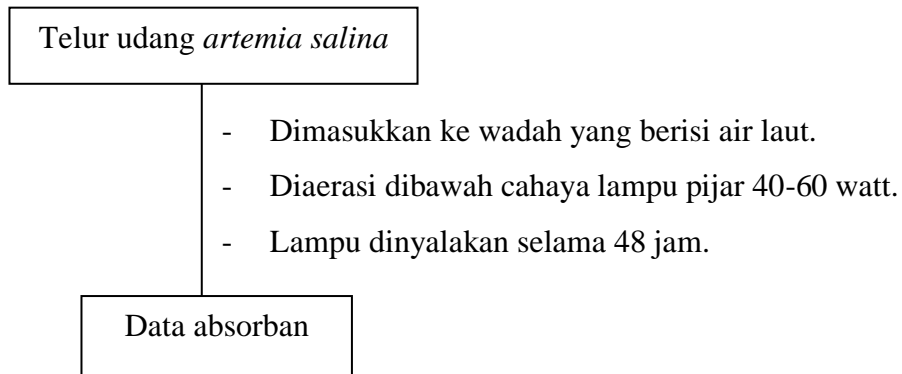 Telur udang artemia salina
- Dimasukkan ke wadah yang berisi air laut.
- Diaerasi dibawah cahaya lampu pijar 40-60 watt.
- Lampu dinyalakan selama 48 jam.
Data absorban